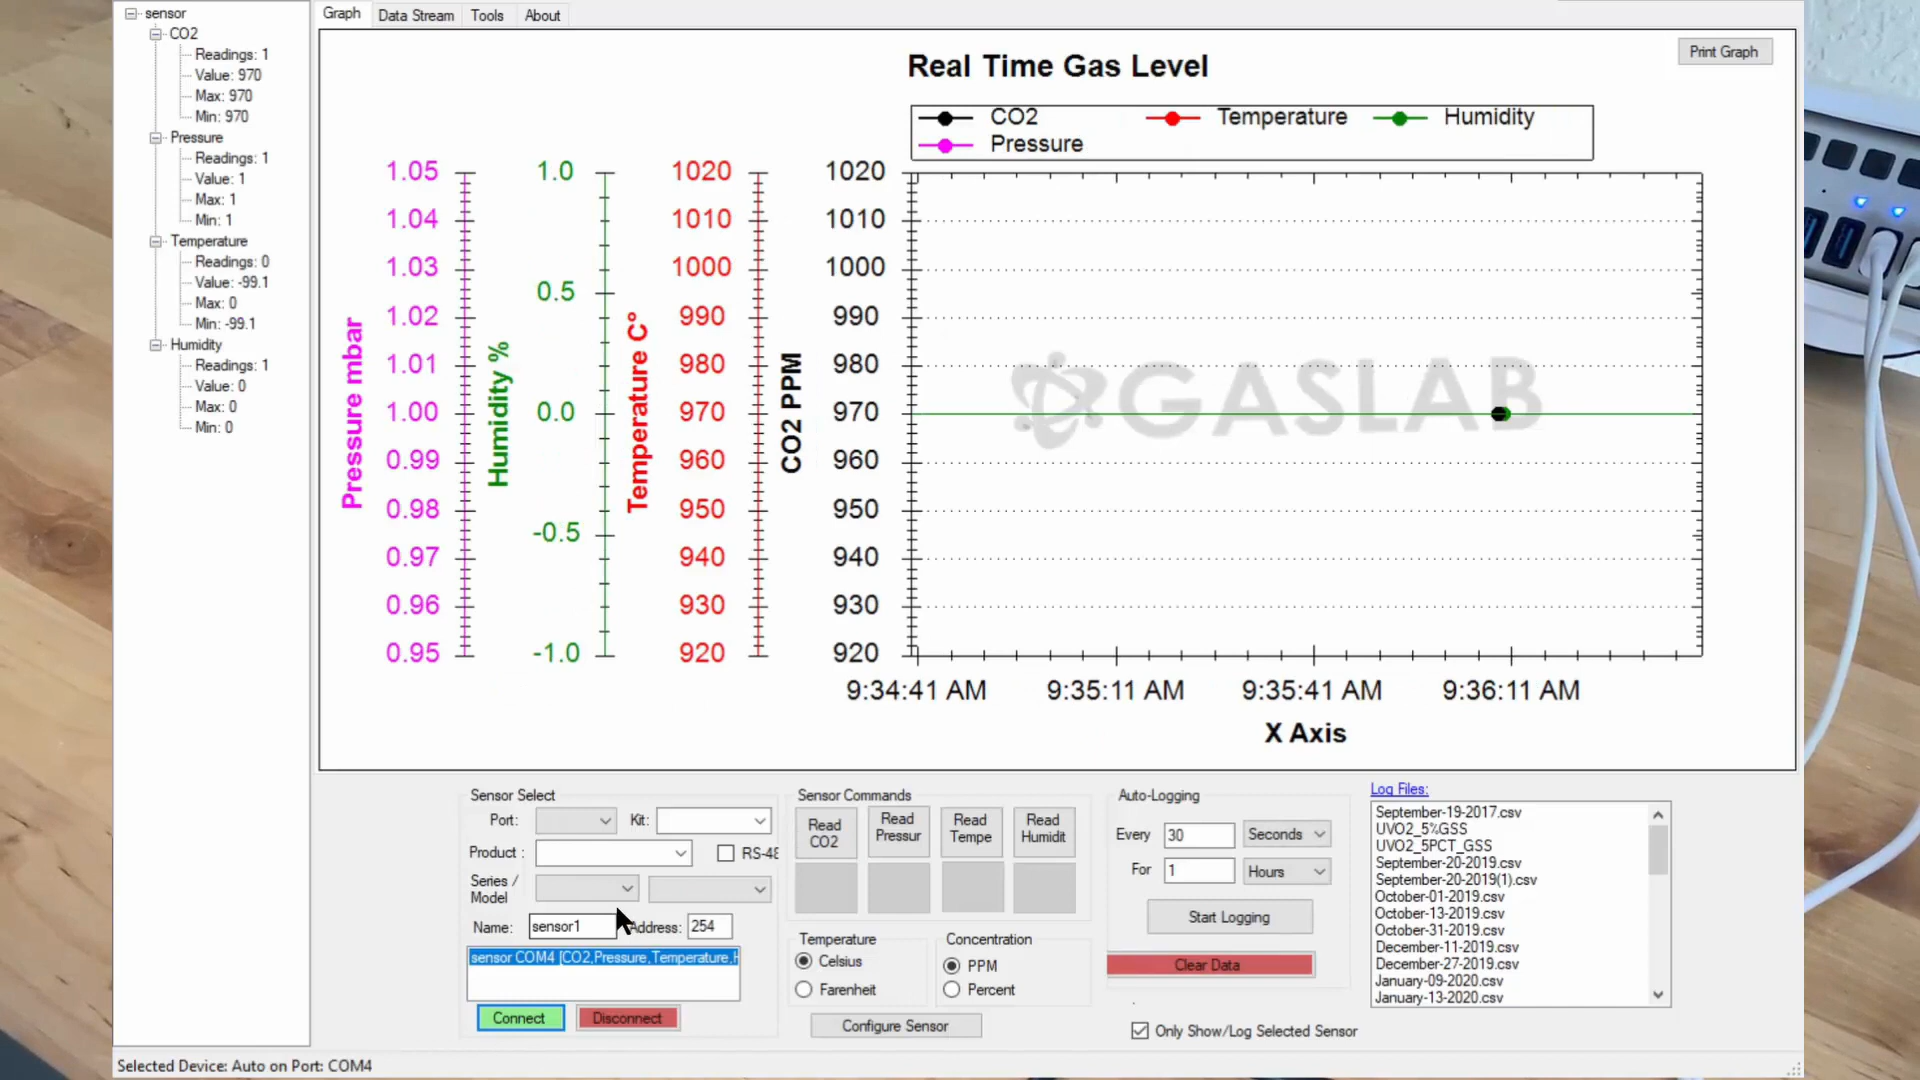 sensor
CO2
Readings: 1
Value: 970
Max: 970
Min: 970
Pressure
Readings: 1
Value: 1
Max: 1
Min: 1
Temperature
Readings: 0
Value: -99.1
Max: 0
Min: -99.1
Humidity
Readings: 1
Value: 0
Max: 0
Min: 0
Graph Data Stream Tools About
Real Time Gas Level
Print Graph
CO2 Temperature Humidity
Pressure
Pressure mbar
1.05
1.04
1.03
1.02
1.01
1.00
0.99
0.98
0.97
0.96
0.95
Humidity %
1.0
0.5
0.0
-0.5
-1.0
Temperature C°
1020
1010
1000
990
980
970
960
950
940
930
920
CO2 PPM
1020
1010
1000
990
980
970
960
950
940
930
920
GASLAB
9:34:41 AM 9:35:11 AM 9:35:41 AM 9:36:11 AM
X Axis
Sensor Select
Port: Kit:
Product : RS-48
Series /
Model
Name: sensor1 Address: 254
sensor COM4 [CO2,Pressure,Temperature,H
Connect Disconnect
Sensor Commands
Read
CO2
Read
Pressur
Read
Tempe
Read
Humidit
Temperature
Celsius
Farenheit
Concentration
PPM
Percent
Configure Sensor
Auto-Logging
Every 30 Seconds
For 1 Hours
Start Logging
Clear Data
Only Show/Log Selected Sensor
Log Files:
September-19-2017.csv
UVO2_5%GSS
UVO2_5PCT_GSS
September-20-2019.csv
September-20-2019(1).csv
October-01-2019.csv
October-13-2019.csv
October-31-2019.csv
December-11-2019.csv
December-27-2019.csv
January-09-2020.csv
January-13-2020.csv
Selected Device: Auto on Port: COM4